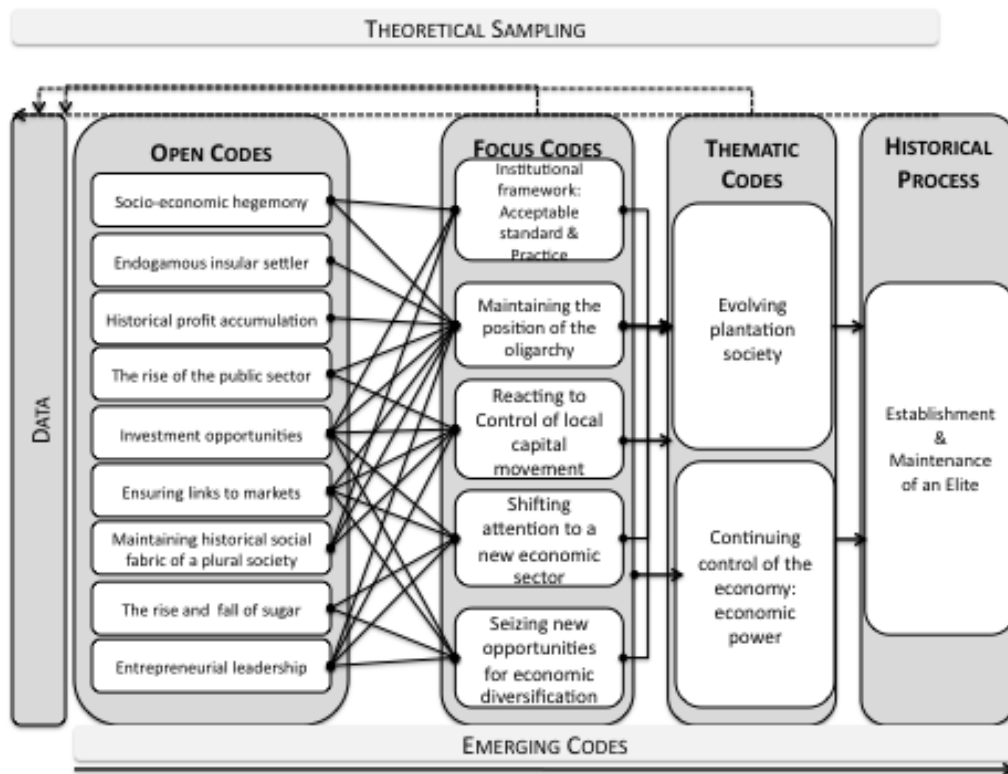 THEORETICAL SAMPLING
DATA
OPEN CODES
Socio-economic hegemony
Endogamous insular settler
Historical profit accumulation
The rise of the public sector
Investment opportunities
Ensuring links to markets
Maintaining historical social
fabric of a plural society
The rise and fall of sugar
Entrepreneurial leadership
FOCUS CODES
Institutional
framework:
Acceptable
standard &
Practice
Maintaining the
position of the
oligarchy
Reacting to
Control of local
capital
movement
Shifting
attention to a
new economic
sector
Seizing new
opportunities
for economic
diversification
THEMATIC
CODES
Evolving
plantation
society
Continuing
control of the
economy:
economic
power
HISTORICAL
PROCESS
Establishment
&
Maintenance
of an Elite
EMERGING CODES